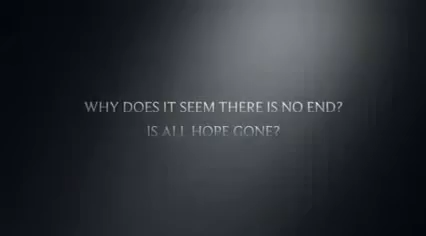 WHY DOES IT SEEM THERE IS NO END?
IS ALL HOPE GONE?